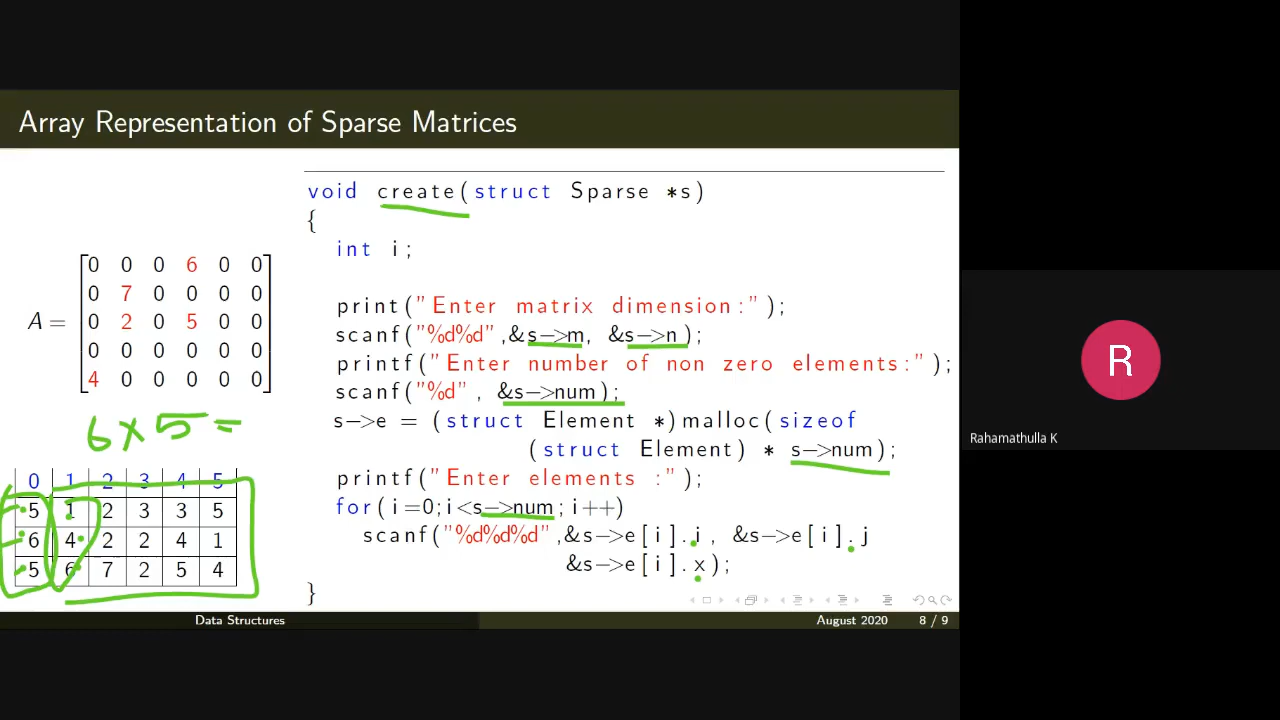 Array Representation of Sparse Matrices
void create(struct Sparse *s)
{
int i;
print("Enter matrix dimension:");
scanf("%d%d",&s->m, &s->n);
printf("Enter number of non zero elements:");
scanf("%d" , &s->num);
s->e = (struct Element *)malloc(sizeof
(struct Element) * s->num);
printf("Enter elements :");
for(i=0;i<s->num;i++)
scanf("%d%d%d",&s->e[i].i, &s->e[i].j
&s->e[i].x);
}
A =
0 0 0 6 0 0
0 7 0 0 0 0
0 2 0 5 0 0
0 0 0 0 0 0
4 0 0 0 0 0
6 x 5 =
0 1 2 3 4 5
5 1 2 3 3 5
6 4 2 2 4 1
5 6 7 2 5 4
Data Structures August 2020 8 / 9
R
Rahamathulla K